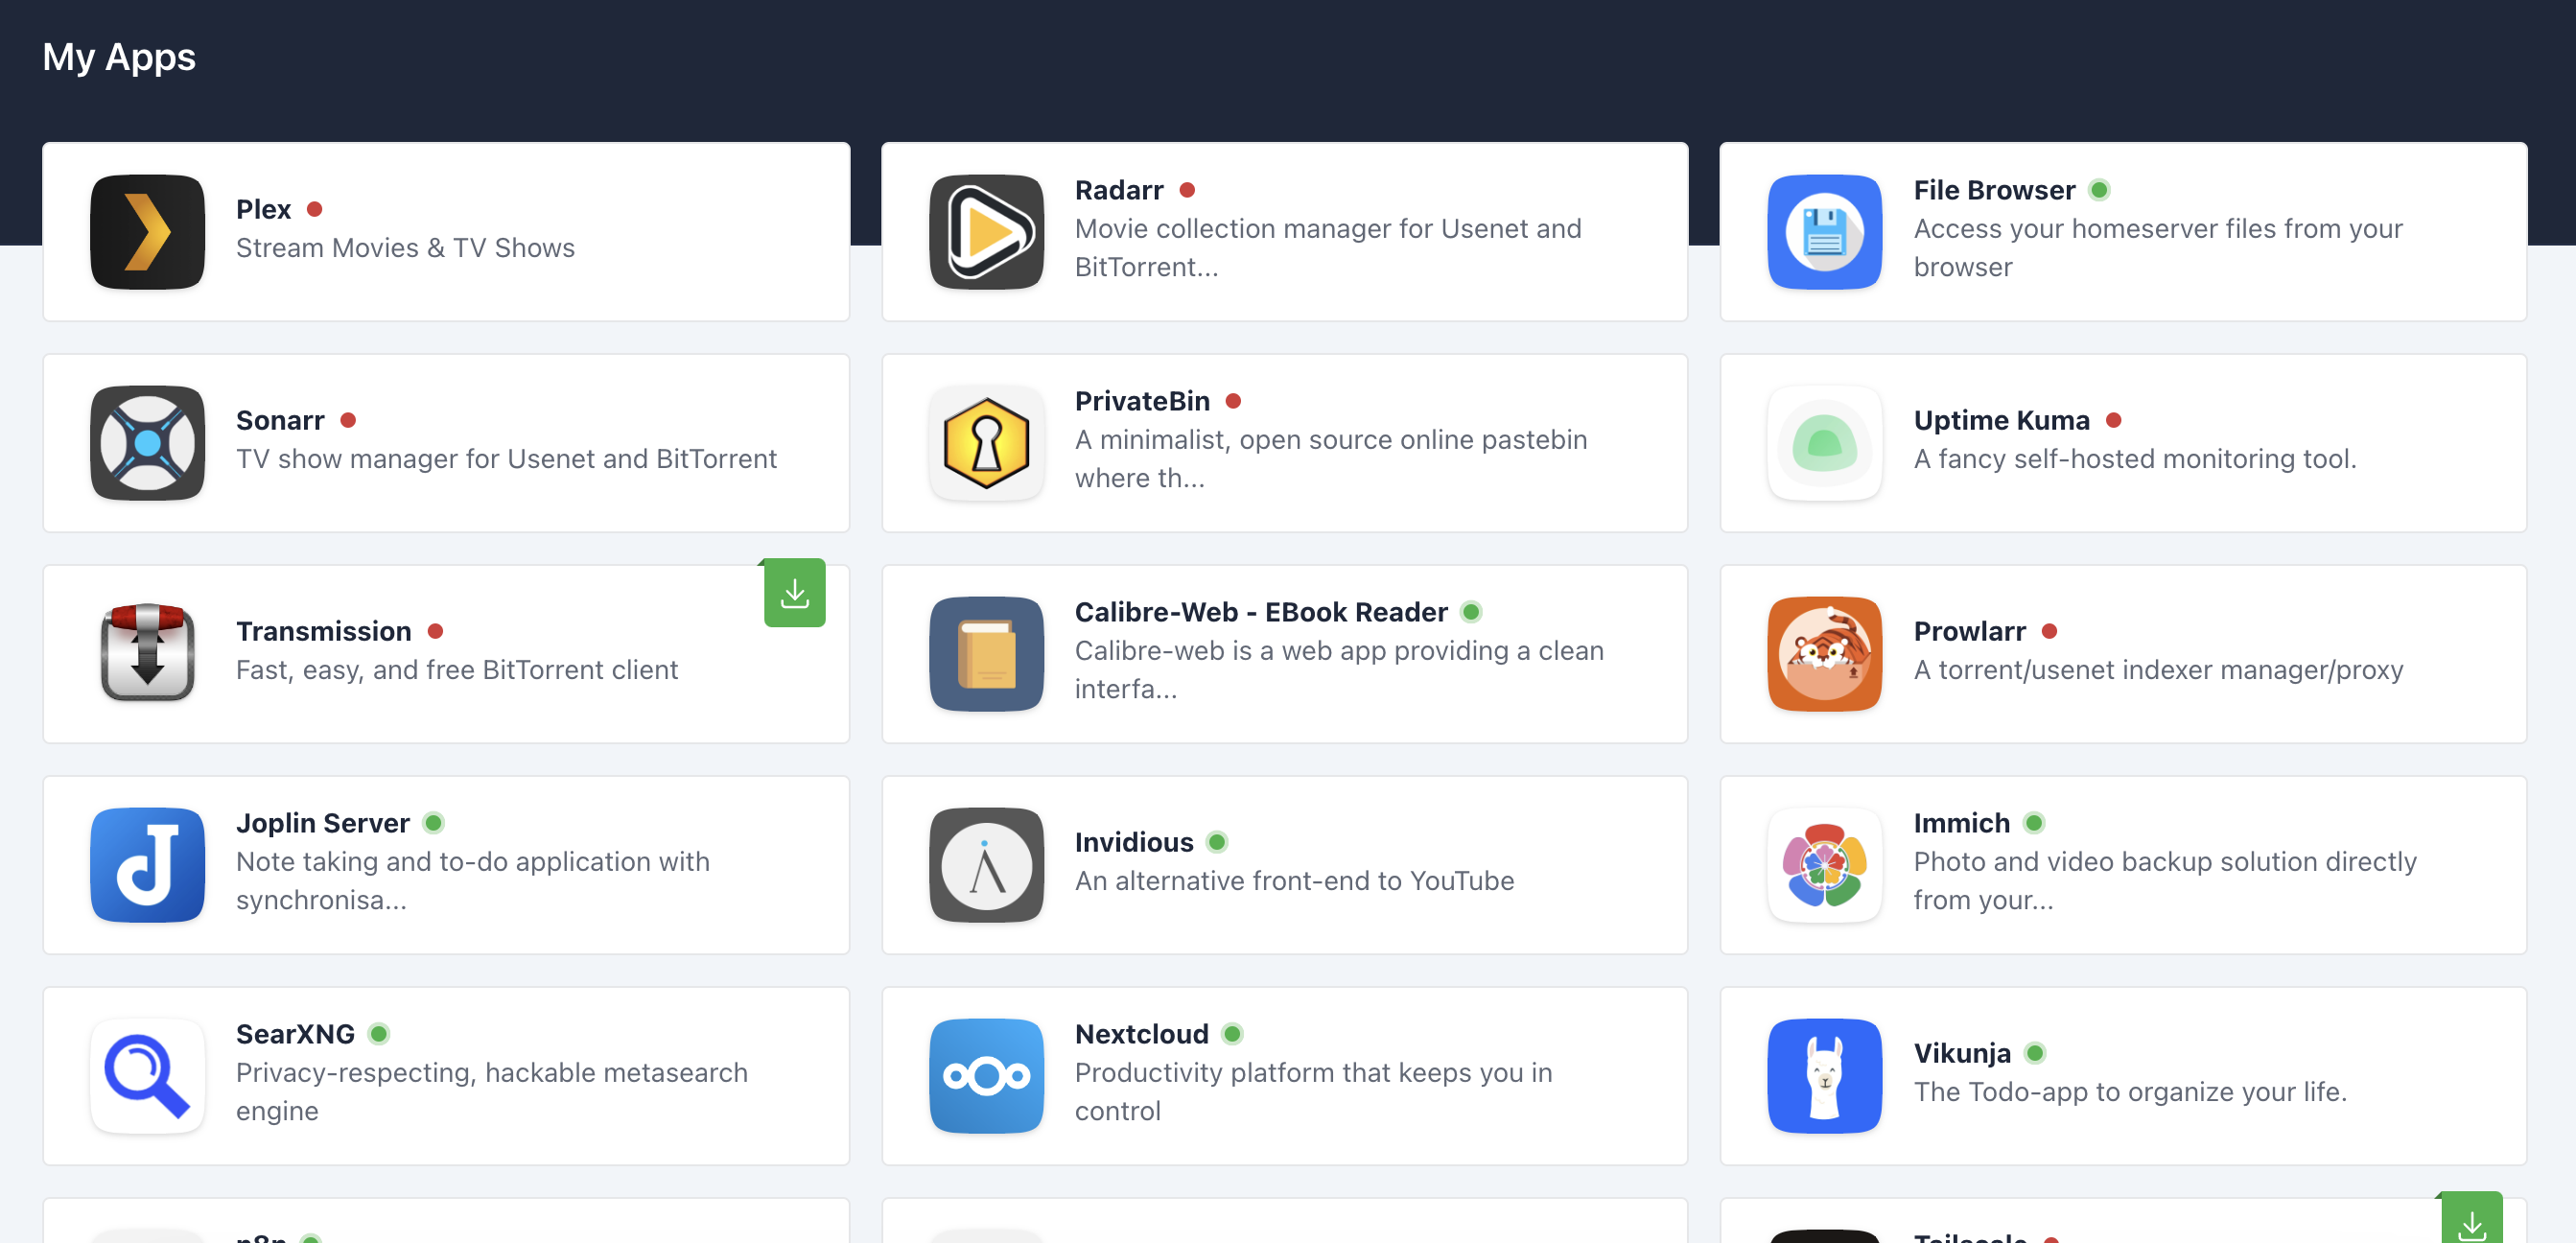 My Apps
Plex
Stream Movies & TV Shows
Radarr
Movie collection manager for Usenet and
BitTorrent...
File Browser
Access your homeserver files from your
browser
Sonarr
TV show manager for Usenet and BitTorrent
PrivateBin
A minimalist, open source online pastebin
where th...
Uptime Kuma
A fancy self-hosted monitoring tool.
Transmission
Fast, easy, and free BitTorrent client
Calibre-Web - EBook Reader
Calibre-web is a web app providing a clean
interfa...
Prowlarr
A torrent/usenet indexer manager/proxy
Joplin Server
Note taking and to-do application with
synchronisa...
Invidious
An alternative front-end to YouTube
Immich
Photo and video backup solution directly
from your...
SearXNG
Privacy-respecting, hackable metasearch
engine
Nextcloud
Productivity platform that keeps you in
control
Vikunja
The Todo-app to organize your life.
n8n
Tailscale